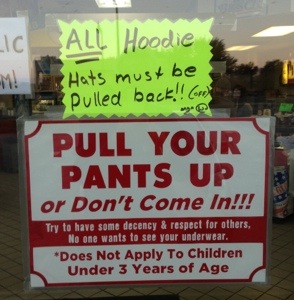 LIC
M!
ALL Hoodie
Hats must be
Pulled back!! (OFF)
PULL YOUR
PANTS UP
or Don't Come In!!!
Try to have some decency & respect for others,
No one wants to see your underwear.
*Does Not Apply To Children
Under 3 Years of Age